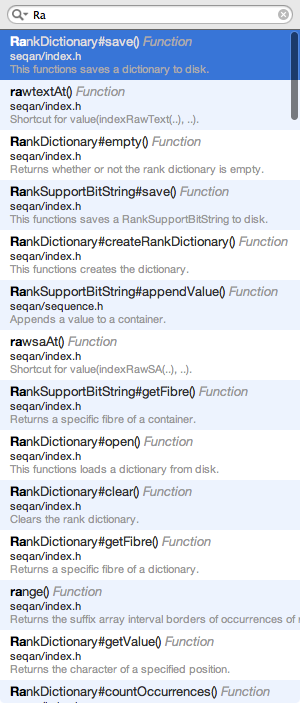 Ra
RankDictionary#save() Function
seqan/index.h
This functions saves a dictionary to disk.
rawtextAt() Function
seqan/index.h
Shortcut for value(indexRawText(..), ..).
RankDictionary#empty() Function
seqan/index.h
Returns whether or not the rank dictionary is empty.
RankSupportBitString#save() Function
seqan/index.h
This functions saves a RankSupportBitString to disk.
RankDictionary#createRankDictionary() Function
seqan/index.h
This functions creates the dictionary.
RankSupportBitString#appendValue() Function
seqan/sequence.h
Appends a value to a container.
rawsaAt() Function
seqan/index.h
Shortcut for value(indexRawSA(..), ..).
RankSupportBitString#getFibre() Function
seqan/index.h
Returns a specific fibre of a container.
RankDictionary#open() Function
seqan/index.h
This functions loads a dictionary from disk.
RankDictionary#clear() Function
seqan/index.h
Clears the rank dictionary.
RankDictionary#getFibre() Function
seqan/index.h
Returns a specific fibre of a dictionary.
range() Function
seqan/index.h
Returns the suffix array interval borders of occurrences of
RankDictionary#getValue() Function
seqan/index.h
Returns the character of a specified position.
RankDictionary#countOccurrences() Function